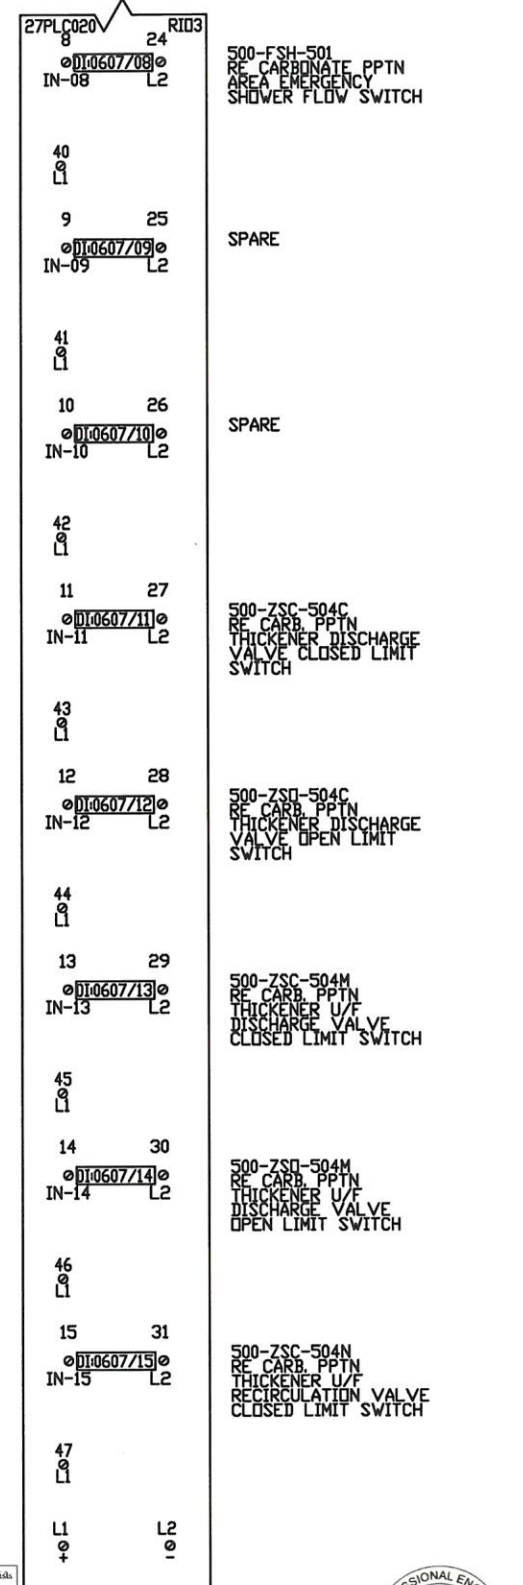 27PLC020 RIO3
8 24
DI:0607/08
IN-08 L2
500-FSH-501
RE CARBONATE PPTN
AREA EMERGENCY
SHOWER FLOW SWITCH
40
L1
9 25
DI:0607/09
IN-09 L2
SPARE
41
L1
10 26
DI:0607/10
IN-10 L2
SPARE
42
L1
11 27
DI:0607/11
IN-11 L2
500-ZSC-504C
RE CARB. PPTN
THICKENER DISCHARGE
VALVE CLOSED LIMIT
SWITCH
43
L1
12 28
DI:0607/12
IN-12 L2
500-ZSO-504C
RE CARB. PPTN
THICKENER DISCHARGE
VALVE OPEN LIMIT
SWITCH
44
L1
13 29
DI:0607/13
IN-13 L2
500-ZSC-504M
RE CARB. PPTN
THICKENER U/F
DISCHARGE VALVE
CLOSED LIMIT SWITCH
45
L1
14 30
DI:0607/14
IN-14 L2
500-ZSO-504M
RE CARB. PPTN
THICKENER U/F
DISCHARGE VALVE
OPEN LIMIT SWITCH
46
L1
15 31
DI:0607/15
IN-15 L2
500-ZSC-504N
RE CARB. PPTN
THICKENER U/F
RECIRCULATION VALVE
CLOSED LIMIT SWITCH
47
L1
L1 L2
+ -